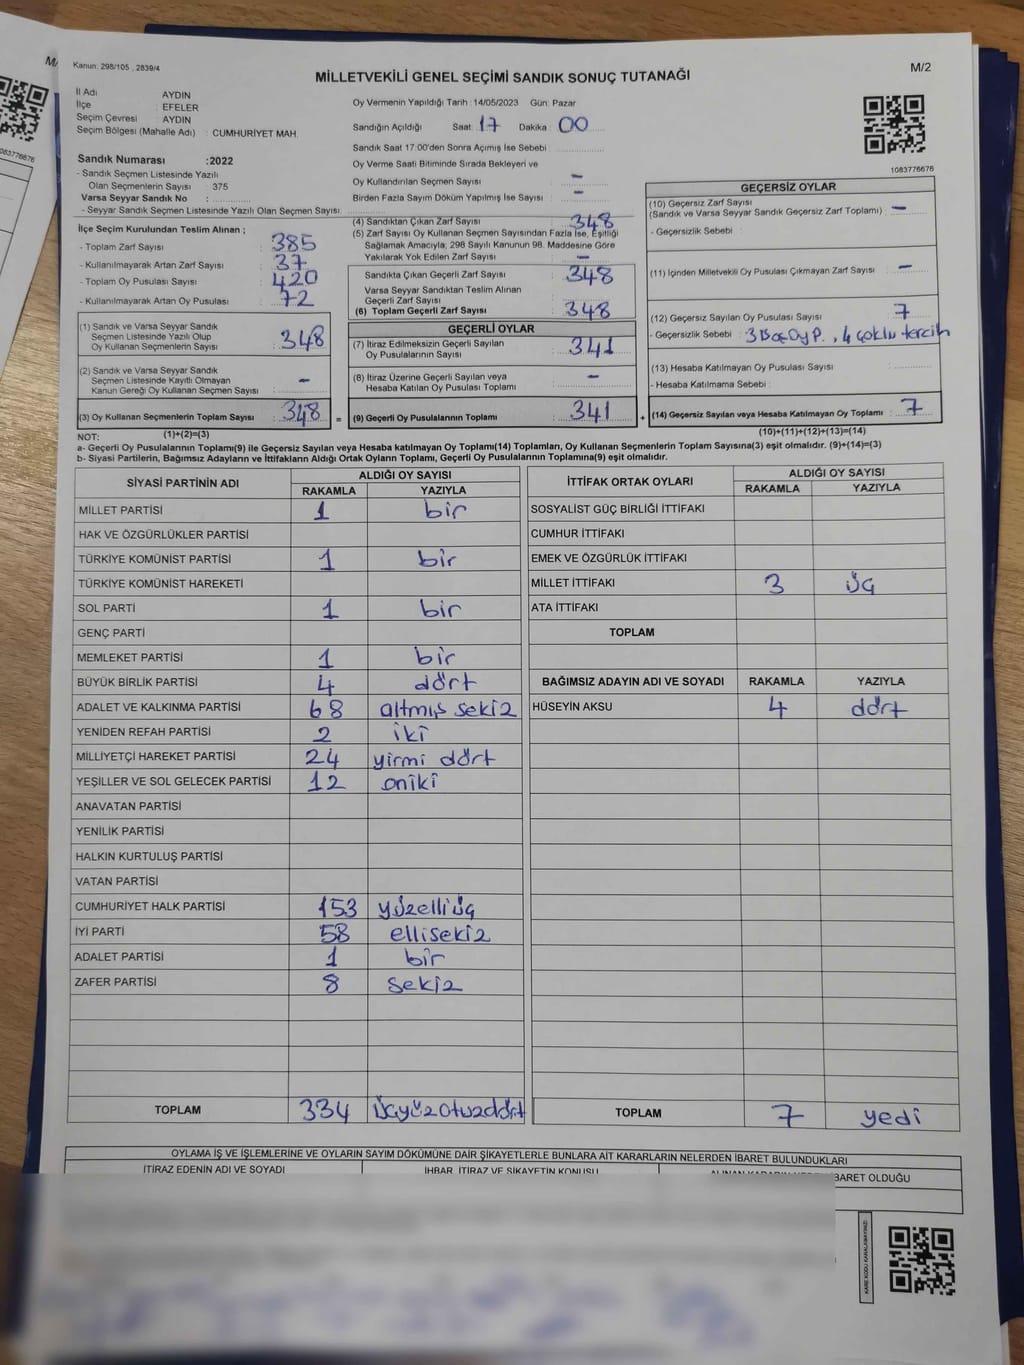 Kanun: 298/105 , 2839/4
M/2
MİLLETVEKİLİ GENEL SEÇİMİ SANDIK SONUÇ TUTANAĞI
İl Adı AYDIN
İlçe : EFELER
Seçim Çevresi AYDIN
Seçim Bölgesi (Mahalle Adı) : CUMHURİYET MAH.
Sandık Numarası :2022
- Sandık Seçmen Listesinde Yazılı
Olan Seçmenlerin Sayısı : 375
Varsa Seyyar Sandık No :
- Seyyar Sandık Seçmen Listesinde Yazılı Olan Seçmen Sayısı:
İlçe Seçim Kurulundan Teslim Alınan ;
- Toplam Zarf Sayısı : 385
- Kullanılmayarak Artan Zarf Sayısı : 37
- Toplam Oy Pusulası Sayısı : 420
- Kullanılmayarak Artan Oy Pusulası : 72
(1) Sandık ve Varsa Seyyar Sandık
Seçmen Listesinde Yazılı Olup
Oy Kullanan Seçmenlerin Sayısı : 348
(2) Sandık ve Varsa Seyyar Sandık
Seçmen Listesinde Kayıtlı Olmayan
Kanun Gereği Oy Kullanan Seçmen Sayısı : -
(3) Oy Kullanan Seçmenlerin Toplam Sayısı : 348
(1)+(2)=(3)
Oy Vermenin Yapıldığı Tarih :14/05/2023 Gün: Pazar
Sandığın Açıldığı Saat: 17 Dakika : 00
Sandık Saat 17:00'den Sonra Açımış İse Sebebi :
Oy Verme Saati Bitiminde Sırada Bekleyeri ve
Oy Kullandırılan Seçmen Sayısı : -
Birden Fazla Sayım Döküm Yapılmış İse Sayısı : -
(4) Sandıktan Çıkan Zarf Sayısı : 348
(5) Zarf Sayısı Oy Kullanan Seçmen Sayısından Fazla İse, Eşitliği
Sağlamak Amacıyla; 298 Sayılı Kanunun 98. Maddesine Göre
Yakılarak Yok Edilen Zarf Sayısı : -
Sandıkta Çıkan Geçerli Zarf Sayısı : 348
Varsa Seyyar Sandıktan Teslim Alınan
Geçerli Zarf Sayısı :
(6) Toplam Geçerli Zarf Sayısı : 348
GEÇERLİ OYLAR
(7) İtiraz Edilmeksizin Geçerli Sayılan
Oy Pusulalarının Sayısı : 341
(8) İtiraz Üzerine Geçerli Sayılan veya
Hesaba Katılan Oy Pusulası Toplamı : -
= (9) Geçerli Oy Pusulalarının Toplamı : 341 +
1083776676
GEÇERSİZ OYLAR
(10) Geçersiz Zarf Sayısı
(Sandık ve Varsa Seyyar Sandık Geçersiz Zarf Toplamı) : -
- Geçersizlik Sebebi :
(11) İçinden Milletvekili Oy Pusulası Çıkmayan Zarf Sayısı : -
(12) Geçersiz Sayılan Oy Pusulası Sayısı : 7
- Geçersizlik Sebebi : 3 Boş Oy P. , 4 çoklu tercih
(13) Hesaba Katılmayan Oy Pusulası Sayısı :
- Hesaba Katılmama Sebebi :
(14) Geçersiz Sayılan veya Hesaba Katılmayan Oy Toplamı : 7
(10)+(11)+(12)+(13)=(14)
NOT:
a- Geçerli Oy Pusulalarının Toplamı(9) ile Geçersiz Sayılan veya Hesaba katılmayan Oy Toplamı(14) Toplamları, Oy Kullanan Seçmenlerin Toplam Sayısına(3) eşit olmalıdır. (9)+(14)=(3)
b- Siyasi Partilerin, Bağımsız Adayların ve İttifakların Aldığı Ortak Oyların Toplamı, Geçerli Oy Pusulalarının Toplamına(9) eşit olmalıdır.
SİYASİ PARTİNİN ADI ALDIĞI OY SAYISI
RAKAMLA YAZIYLA
MİLLET PARTİSİ 1 bir
HAK VE ÖZGÜRLÜKLER PARTİSİ
TÜRKİYE KOMÜNİST PARTİSİ 1 bir
TÜRKİYE KOMÜNİST HAREKETİ
SOL PARTİ 1 bir
GENÇ PARTİ
MEMLEKET PARTİSİ 1 bir
BÜYÜK BİRLİK PARTİSİ 4 dört
ADALET VE KALKINMA PARTİSİ 68 altmış sekiz
YENİDEN REFAH PARTİSİ 2 iki
MİLLİYETÇİ HAREKET PARTİSİ 24 yirmi dört
YEŞİLLER VE SOL GELECEK PARTİSİ 12 oniki
ANAVATAN PARTİSİ
YENİLİK PARTİSİ
HALKIN KURTULUŞ PARTİSİ
VATAN PARTİSİ
CUMHURİYET HALK PARTİSİ 153 yüzelliüç
İYİ PARTİ 58 ellisekiz
ADALET PARTİSİ 1 bir
ZAFER PARTİSİ 8 sekiz
TOPLAM 334 üçyüzotuzdört
İTTİFAK ORTAK OYLARI ALDIĞI OY SAYISI
RAKAMLA YAZIYLA
SOSYALİST GÜÇ BİRLİĞİ İTTİFAKI
CUMHUR İTTİFAKI
EMEK VE ÖZGÜRLÜK İTTİFAKI
MİLLET İTTİFAKI 3 üç
ATA İTTİFAKI
TOPLAM
BAĞIMSIZ ADAYIN ADI VE SOYADI RAKAMLA YAZIYLA
HÜSEYİN AKSU 4 dört
TOPLAM 7 yedi
OYLAMA İŞ VE İŞLEMLERİNE VE OYLARIN SAYIM DÖKÜMÜNE DAİR ŞİKAYETLERLE BUNLARA AİT KARARLARIN NELERDEN İBARET BULUNDUKLARI
İTİRAZ EDENİN ADI VE SOYADI İHBAR, İTİRAZ VE ŞİKAYETİN KONUSU